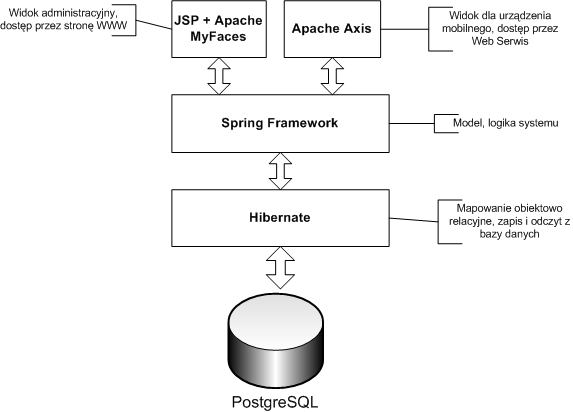 Widok administracyjny,
dostęp przez stronę WWW
JSP + Apache
MyFaces
Apache Axis
Widok dla urządzenia
mobilnego, dostęp przez
Web Serwis
Spring Framework
Model, logika systemu
Hibernate
Mapowanie obiektowo
relacyjne, zapis i odczyt z
bazy danych
PostgreSQL